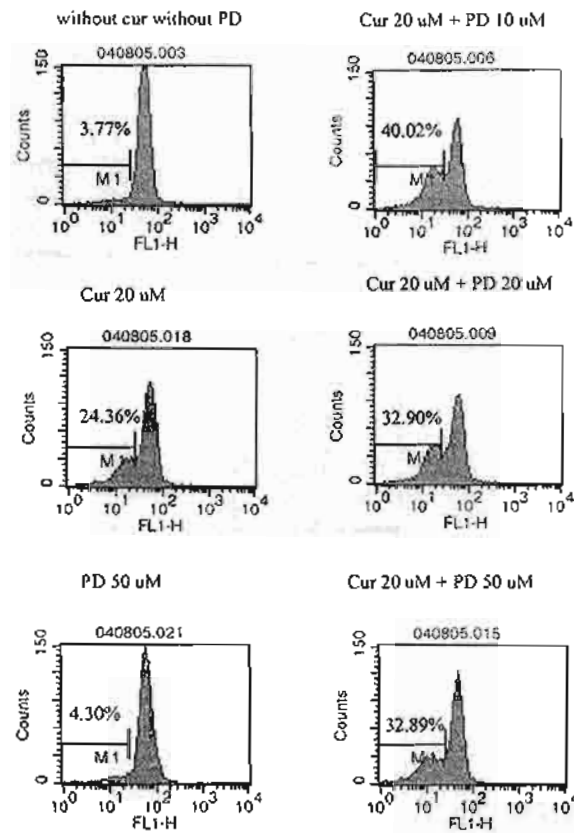 without cur without PD
040805.003
150
Counts
3.77%
M 1
0
10^0 10^1 10^2 10^3 10^4
FL1-H
Cur 20 uM + PD 10 uM
040805.006
150
Counts
40.02%
M
0
10^0 10^1 10^2 10^3 10^4
FL1-H
Cur 20 uM
040805.018
150
Counts
24.36%
M 1
0
10^0 10^1 10^2 10^3 10^4
FL1-H
Cur 20 uM + PD 20 uM
040805.009
150
Counts
32.90%
M
0
10^0 10^1 10^2 10^3 10^4
FL1-H
PD 50 uM
040805.021
150
Counts
4.30%
M 1
0
10^0 10^1 10^2 10^3 10^4
FL1-H
Cur 20 uM + PD 50 uM
040805.015
150
Counts
32.89%
M 1
0
10^0 10^1 10^2 10^3 10^4
FL1-H